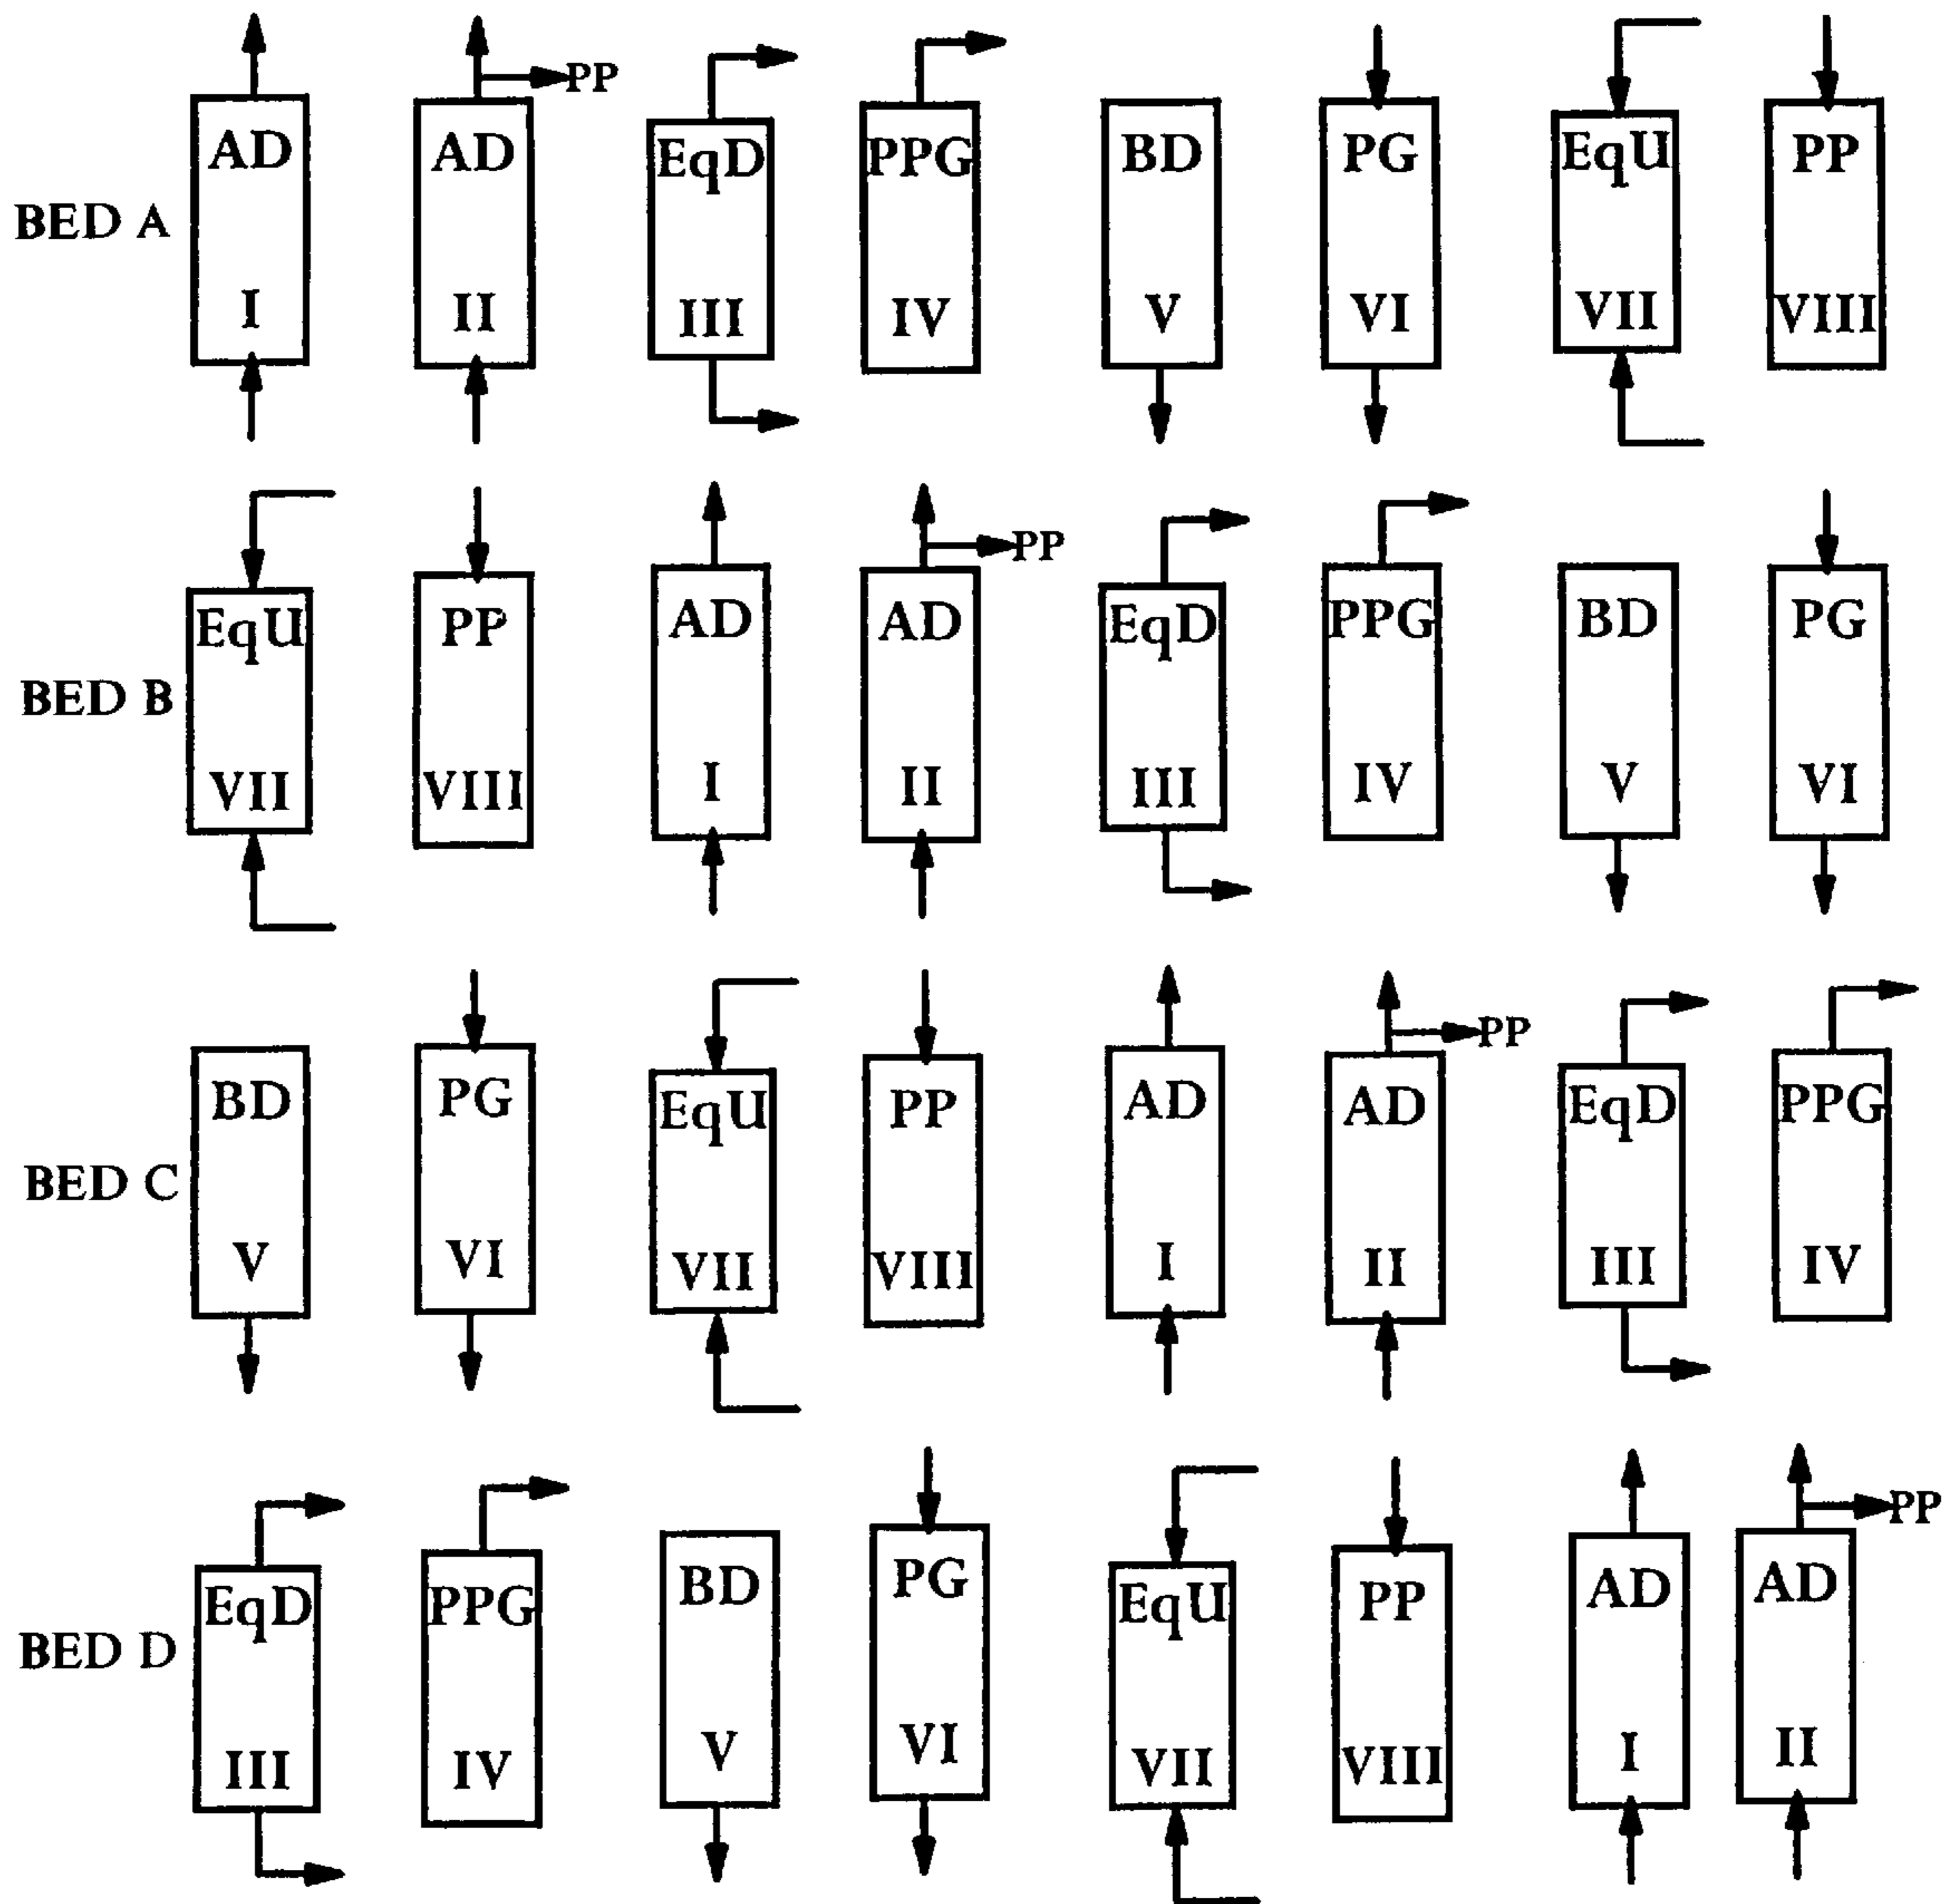 PP
AD AD EqD PPG BD PG EqU PP
BED A
I II III IV V VI VII VIII
PP
EqU PP AD AD EqD PPG BD PG
BED B
VII VIII I II III IV V VI
PP
BD PG EqU PP AD AD EqD PPG
BED C
V VI VII VIII I II III IV
PP
EqD PPG BD PG EqU PP AD AD
BED D
III IV V VI VII VIII I II